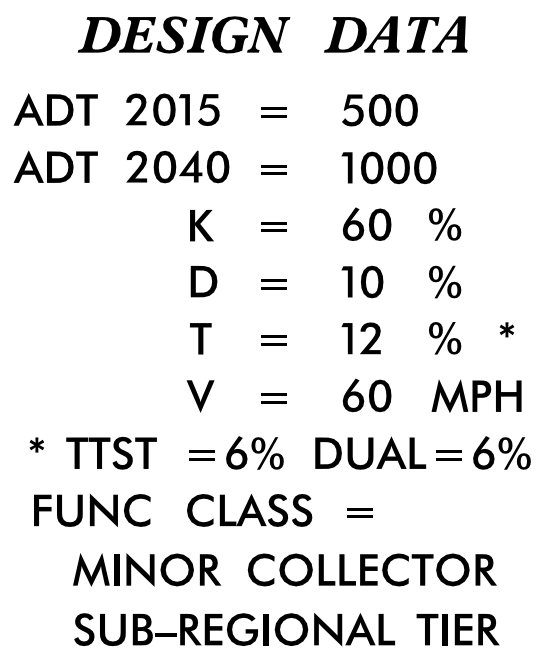 DESIGN DATA
ADT 2015 = 500
ADT 2040 = 1000
K = 60 %
D = 10 %
T = 12 % *
V = 60 MPH
* TTST = 6% DUAL = 6%
FUNC CLASS =
MINOR COLLECTOR
SUB-REGIONAL TIER